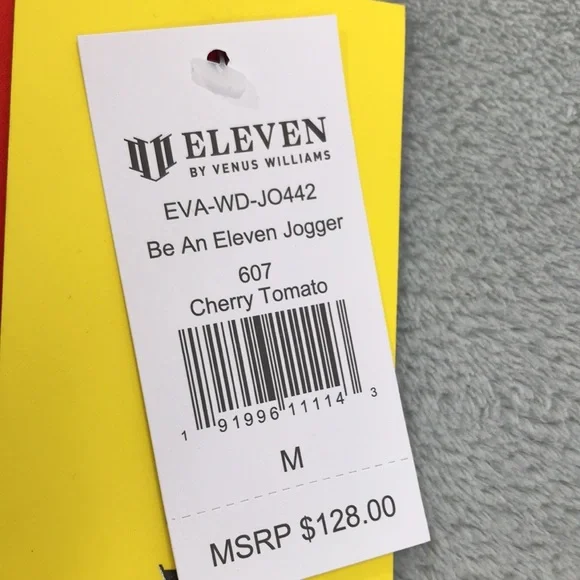 ELEVEN
BY VENUS WILLIAMS
EVA-WD-JO442
Be An Eleven Jogger
607
Cherry Tomato
1 91996 11114 3
M
MSRP $128.00